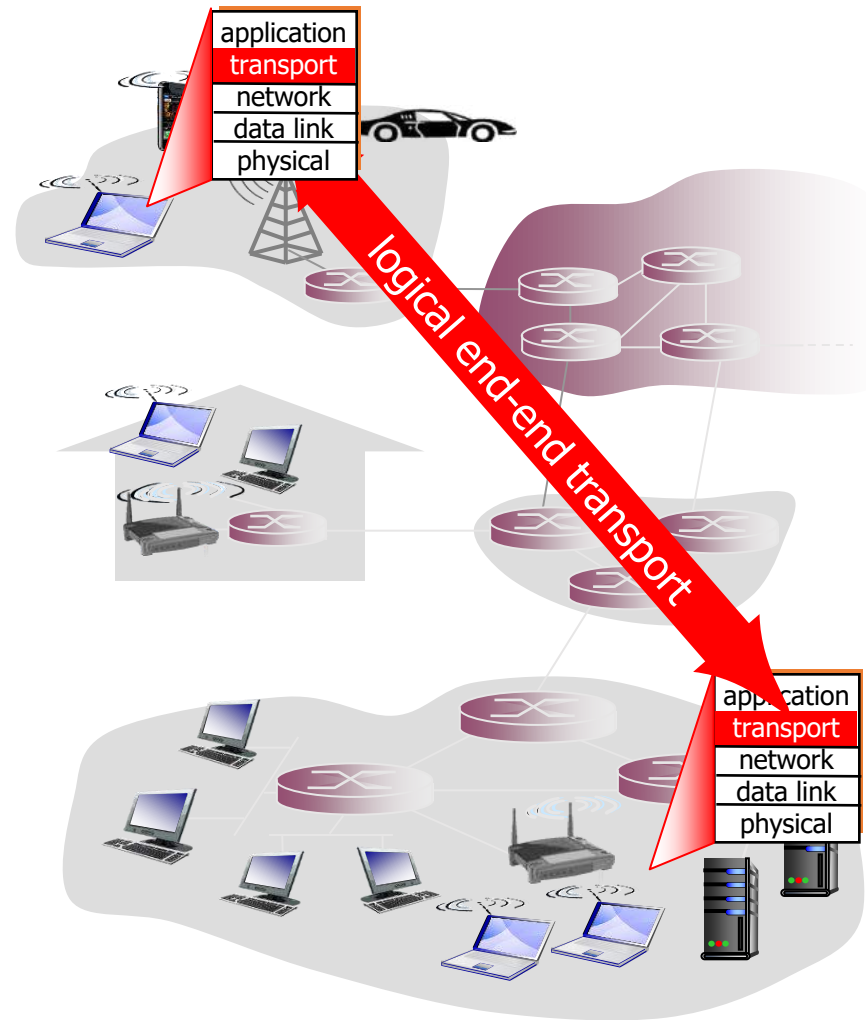 application
transport
network
data link
physical
logical end-end transport
application
transport
network
data link
physical